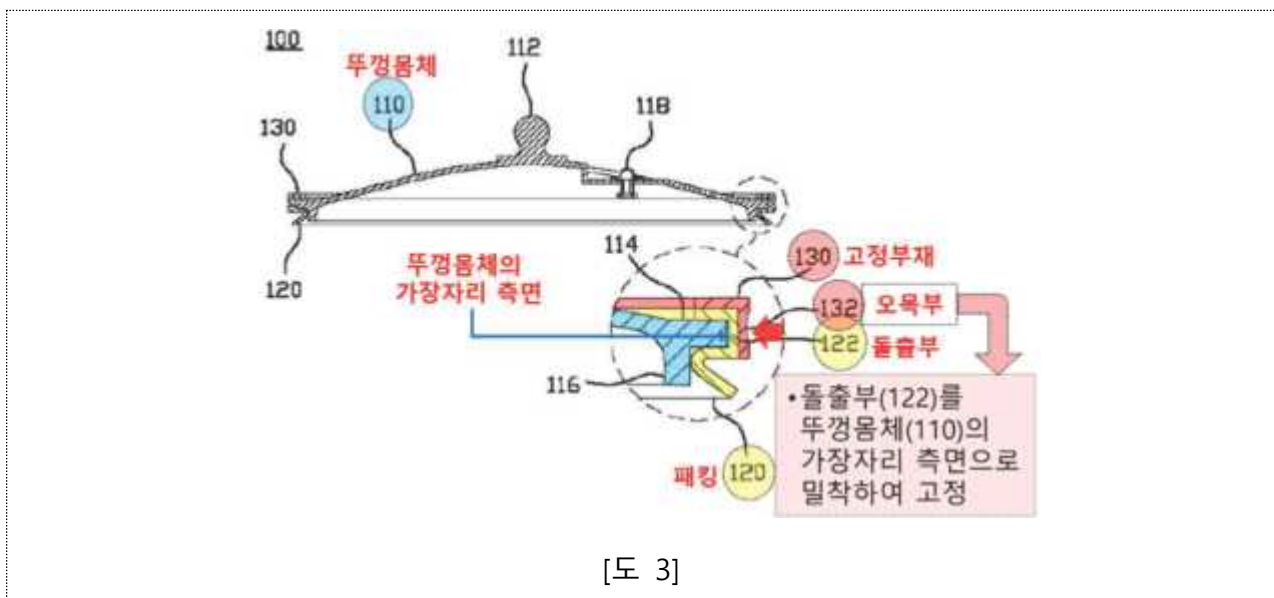 100
112
뚜껑몸체
110
118
130
114
뚜껑몸체의
가장자리 측면
130 고정부재
120
132 오목부
122 돌출부
116
•돌출부(122)를
뚜껑몸체(110)의
가장자리 측면으로
밀착하여 고정
패킹 120
[도 3]